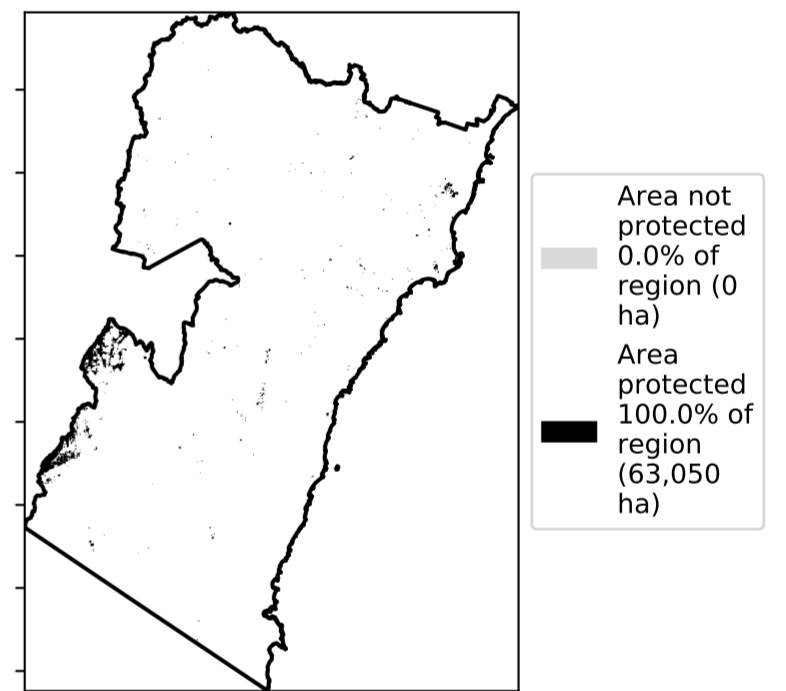 Area not
protected
0.0% of
region (0
ha)
Area
protected
100.0% of
region
(63,050
ha)